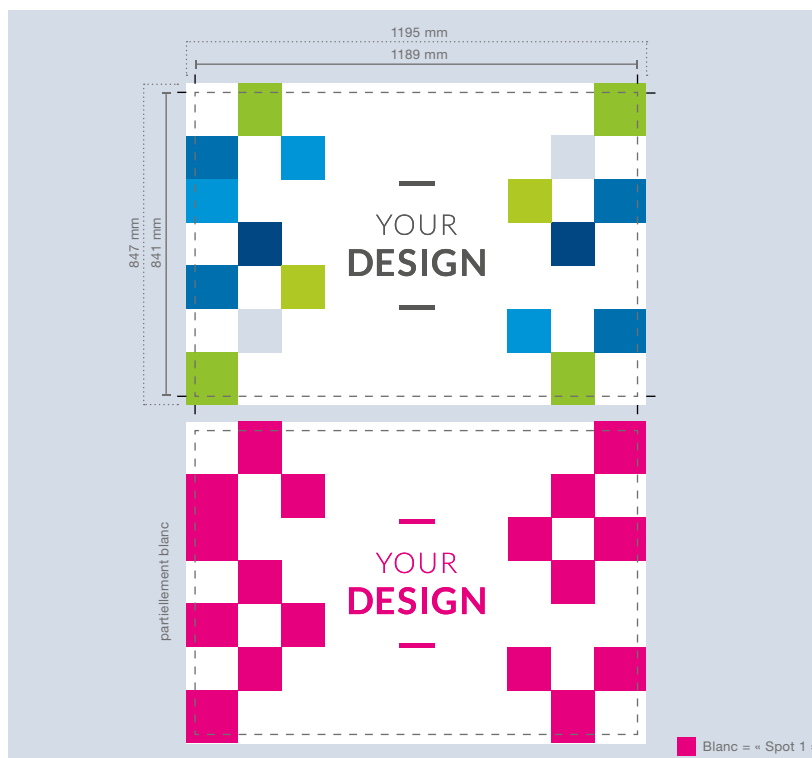 1195 mm
1189 mm
847 mm
841 mm
YOUR
DESIGN
partiellement blanc
YOUR
DESIGN
Blanc = « Spot 1 »